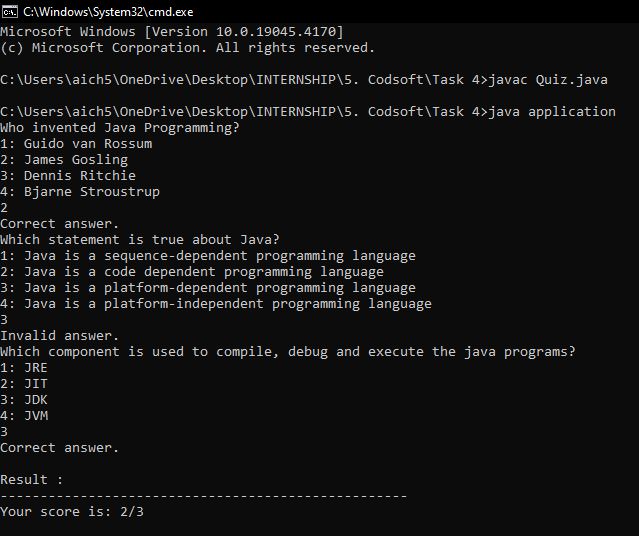 C:\Windows\System32\cmd.exe
Microsoft Windows [Version 10.0.19045.4170]
(c) Microsoft Corporation. All rights reserved.
C:\Users\aich5\OneDrive\Desktop\INTERNSHIP\5. Codsoft\Task 4>javac Quiz.java
C:\Users\aich5\OneDrive\Desktop\INTERNSHIP\5. Codsoft\Task 4>java application
Who invented Java Programming?
1: Guido van Rossum
2: James Gosling
3: Dennis Ritchie
4: Bjarne Stroustrup
2
Correct answer.
Which statement is true about Java?
1: Java is a sequence-dependent programming language
2: Java is a code dependent programming language
3: Java is a platform-dependent programming language
4: Java is a platform-independent programming language
3
Invalid answer.
Which component is used to compile, debug and execute the java programs?
1: JRE
2: JIT
3: JDK
4: JVM
3
Correct answer.
Result :
---------------------------------------------------
Your score is: 2/3